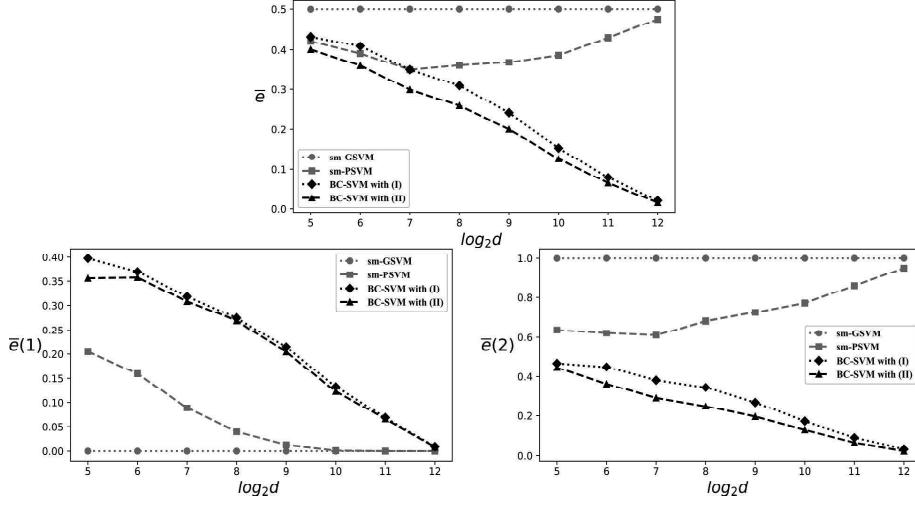 0.5
0.4
0.3
0.2
0.1
0.0
sm-GSVM
sm-PSVM
BC-SVM with (I)
BC-SVM with (II)
5 6 7 8 9 10 11 12
log₂d
0.40
0.35
0.30
0.25
0.20
0.15
0.10
0.05
0.00
e̅(1)
sm-GSVM
sm-PSVM
BC-SVM with (I)
BC-SVM with (II)
5 6 7 8 9 10 11 12
log₂d
1.0
0.8
0.6
0.4
0.2
0.0
e̅(2)
sm-GSVM
sm-PSVM
BC-SVM with (I)
BC-SVM with (II)
5 6 7 8 9 10 11 12
log₂d